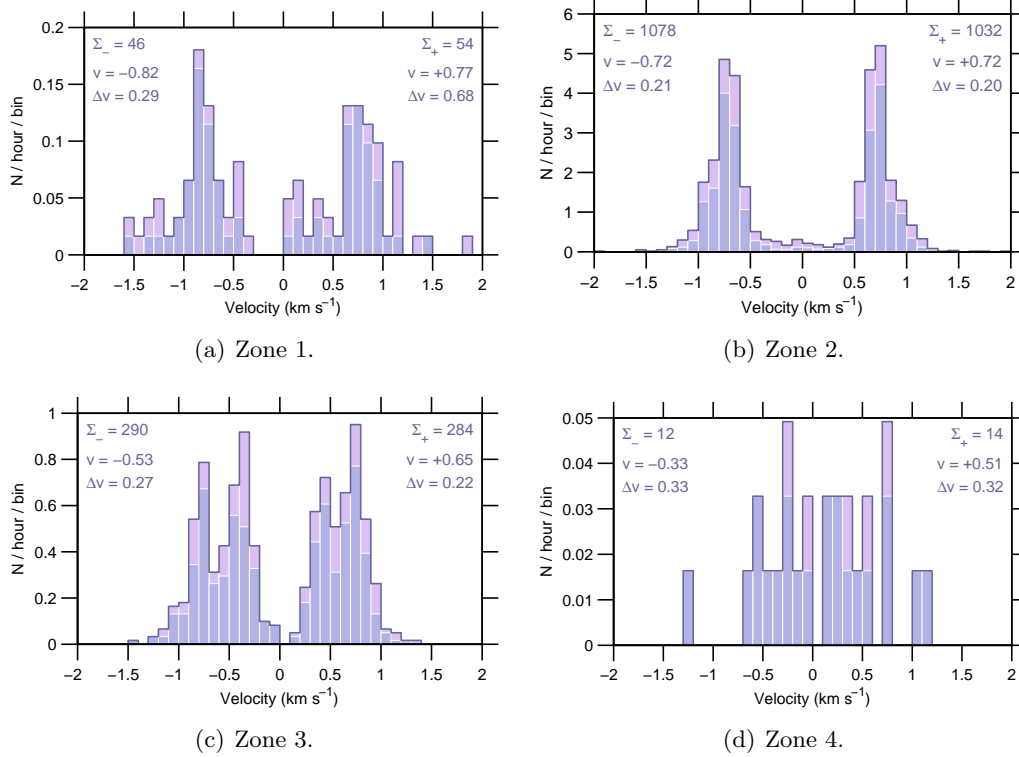 0.2
0.15
0.1
0.05
0
N / hour / bin
Σ₋ = 46
v = −0.82
Δv = 0.29
Σ₊ = 54
v = +0.77
Δv = 0.68
−2 −1.5 −1 −0.5 0 0.5 1 1.5 2
Velocity (km s⁻¹)
(a) Zone 1.
6
5
4
3
2
1
0
N / hour / bin
Σ₋ = 1078
v = −0.72
Δv = 0.21
Σ₊ = 1032
v = +0.72
Δv = 0.20
−2 −1.5 −1 −0.5 0 0.5 1 1.5 2
Velocity (km s⁻¹)
(b) Zone 2.
1
0.8
0.6
0.4
0.2
0
N / hour / bin
Σ₋ = 290
v = −0.53
Δv = 0.27
Σ₊ = 284
v = +0.65
Δv = 0.22
−2 −1.5 −1 −0.5 0 0.5 1 1.5 2
Velocity (km s⁻¹)
(c) Zone 3.
0.05
0.04
0.03
0.02
0.01
0
N / hour / bin
Σ₋ = 12
v = −0.33
Δv = 0.33
Σ₊ = 14
v = +0.51
Δv = 0.32
−2 −1.5 −1 −0.5 0 0.5 1 1.5 2
Velocity (km s⁻¹)
(d) Zone 4.